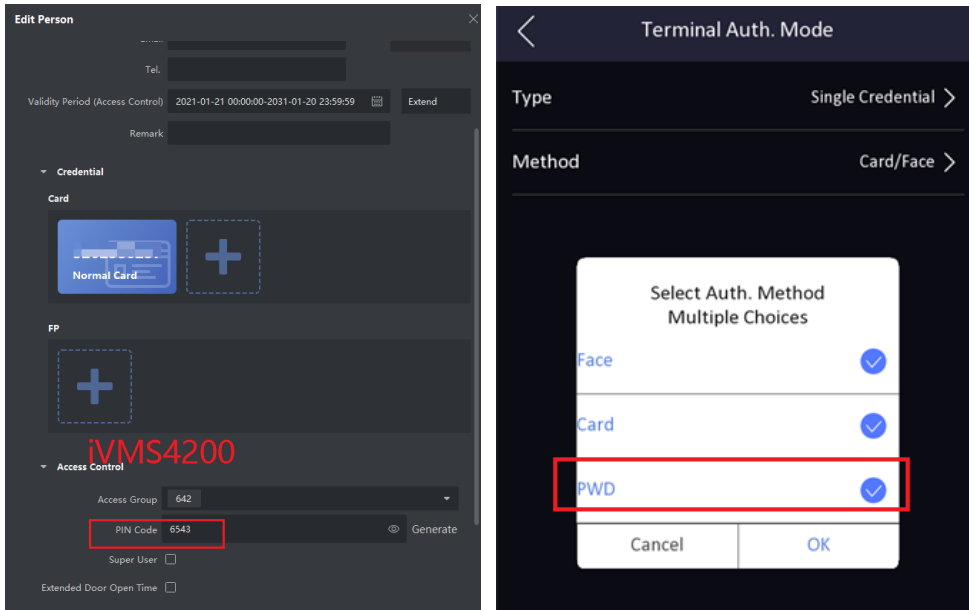 Edit Person
Tel.
Validity Period (Access Control) 2021-01-21 00:00:00-2031-01-20 23:59:59 Extend
Remark
Credential
Card
Normal Card
FP
iVMS4200
Access Control
Access Group 642
PIN Code 6543 Generate
Super User
Extended Door Open Time
Terminal Auth. Mode
Type Single Credential
Method Card/Face
Select Auth. Method
Multiple Choices
Face
Card
PWD
Cancel OK